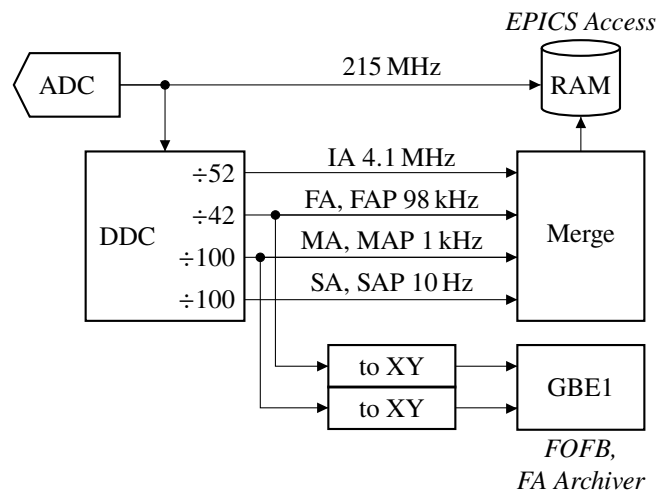 EPICS Access
ADC
215 MHz
RAM
÷52
IA 4.1 MHz
÷42
FA, FAP 98 kHz
DDC
Merge
÷100
MA, MAP 1 kHz
÷100
SA, SAP 10 Hz
to XY
GBE1
to XY
FOFB,
FA Archiver